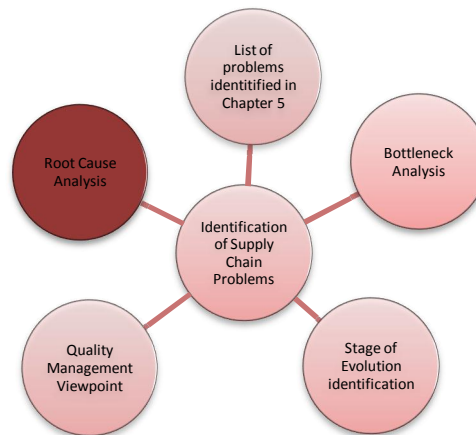 List of
problems
identitified in
Chapter 5
Root Cause
Analysis
Bottleneck
Analysis
Identification
of Supply
Chain
Problems
Quality
Management
Viewpoint
Stage of
Evolution
identification